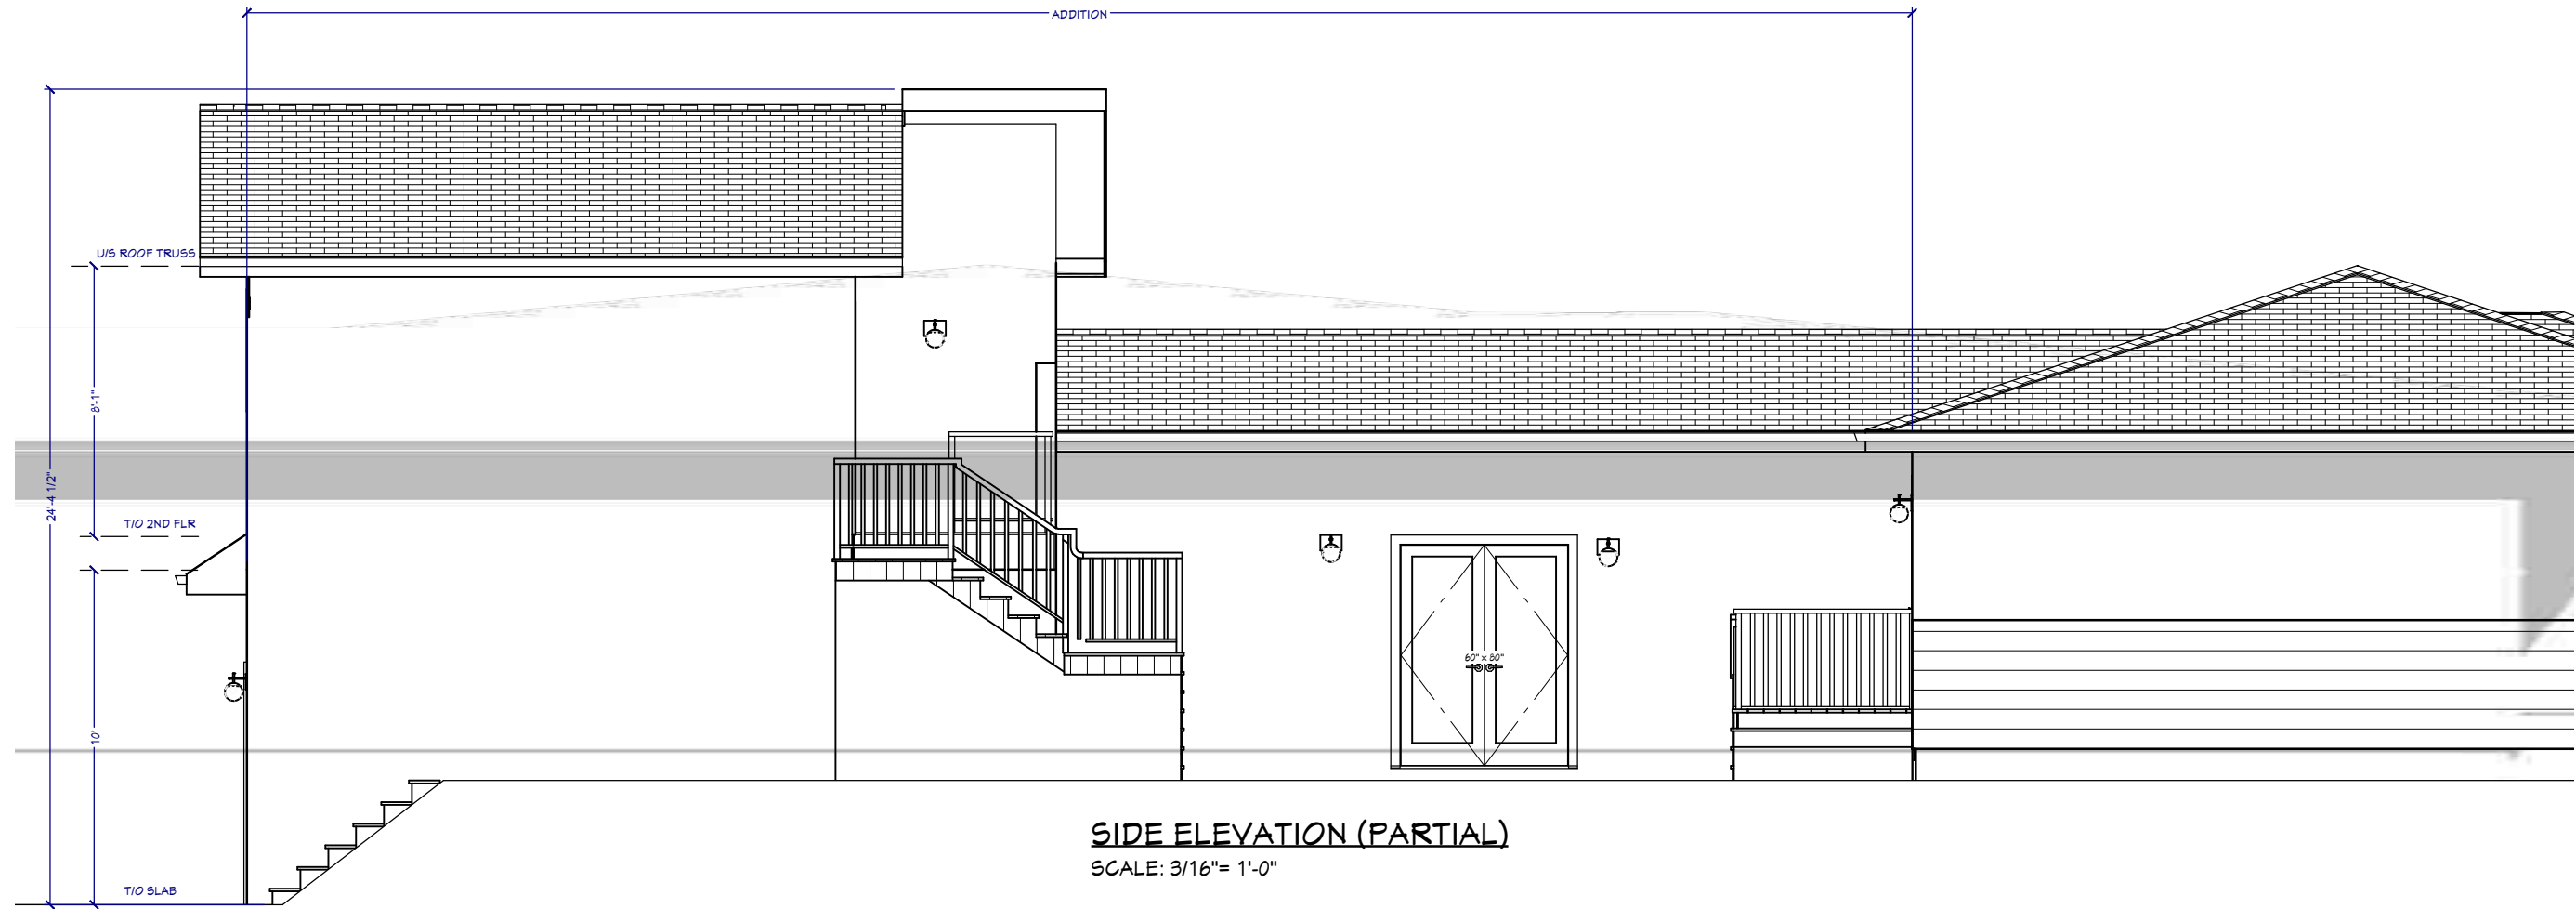 ADDITION
U/S ROOF TRUSS
8'-1"
24'-4 1/2"
T/O 2ND FLR
60" x 80"
10'
T/O SLAB
SIDE ELEVATION (PARTIAL)
SCALE: 3/16"= 1'-0"